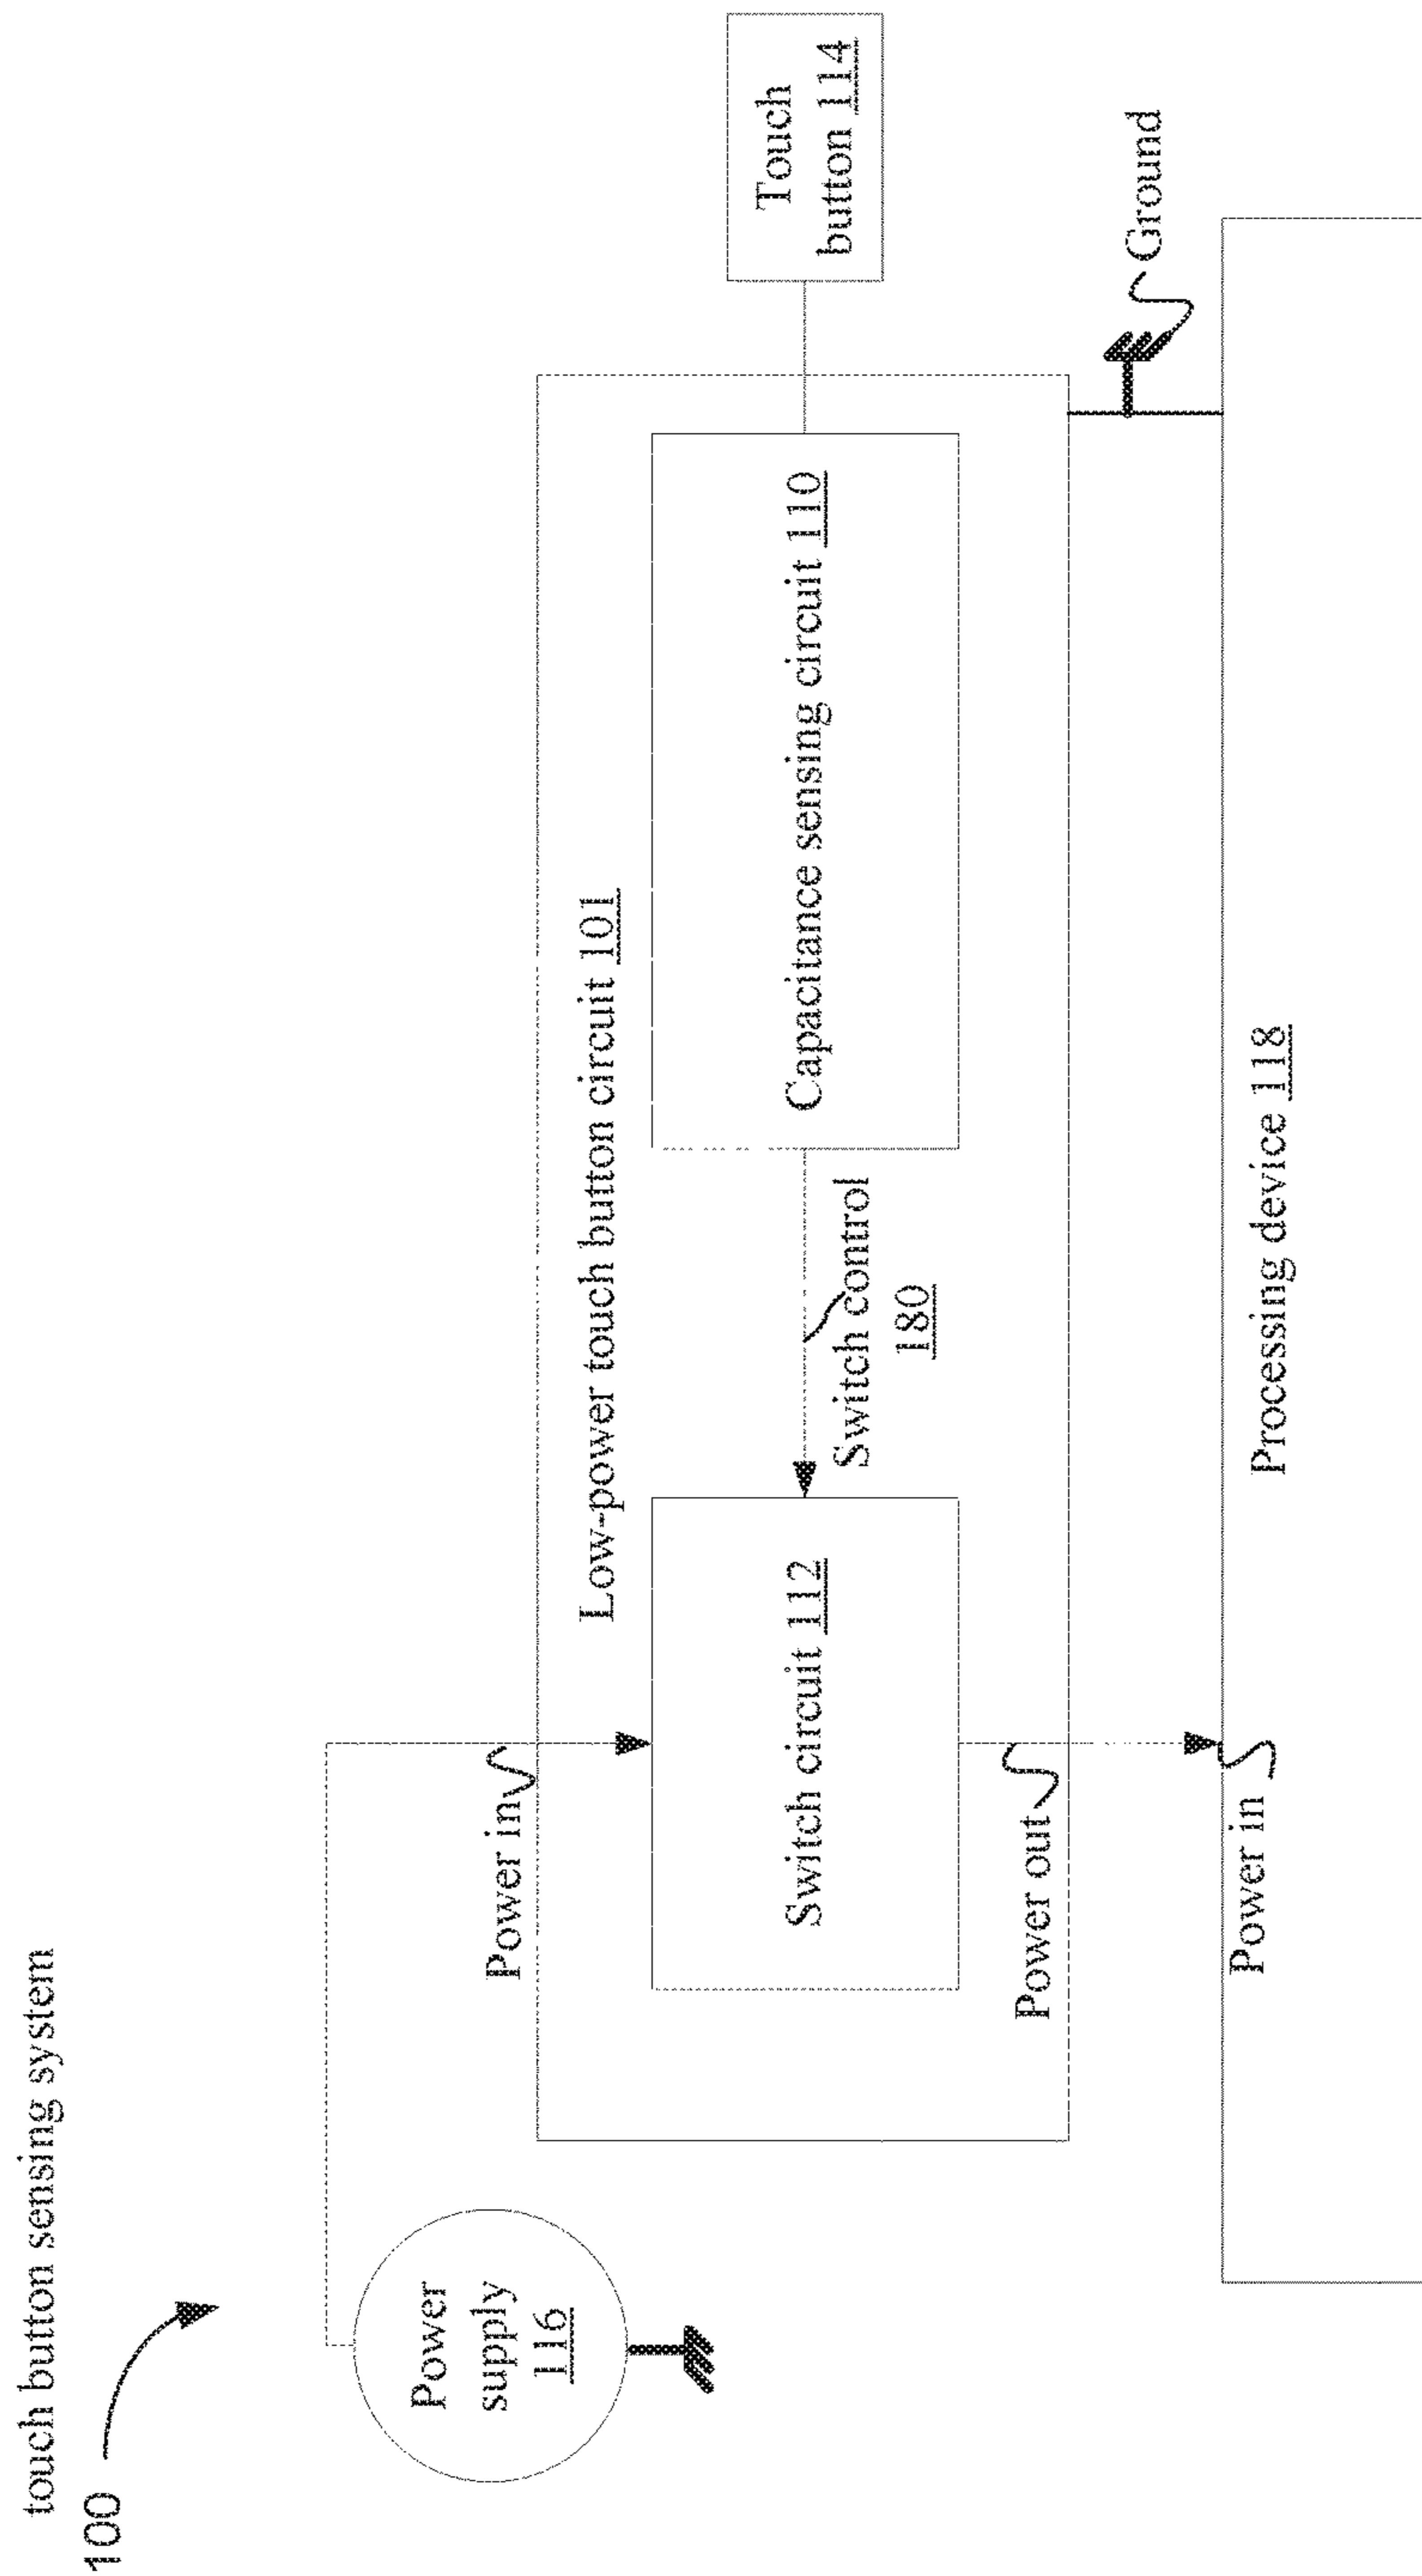 touch button sensing system
100
Power
supply
116
Power in
Low-power touch button circuit 101
Switch circuit 112
Switch control
180
Capacitance sensing circuit 110
Touch
button 114
Power out
Ground
Power in
Processing device 118